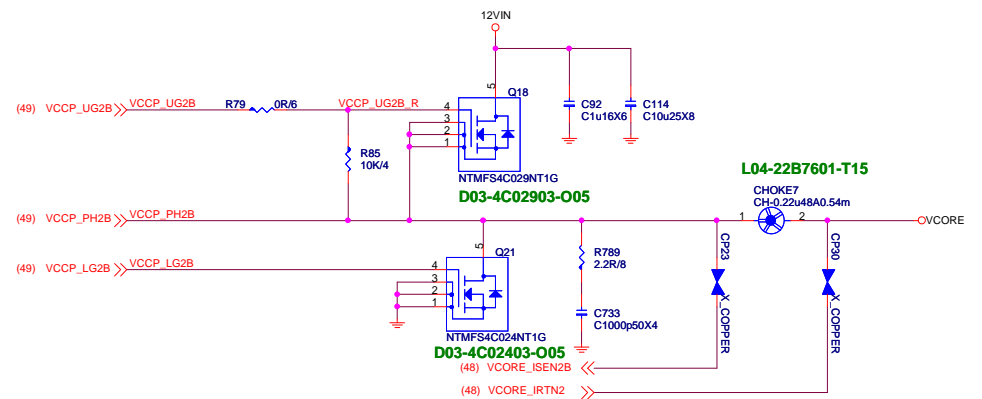 12VIN
5
Q18
(49) VCCP_UG2B VCCP_UG2B R79 0R/6 VCCP_UG2B_R 4
3
2
1
C92
C1u16X6
C114
C10u25X8
R85
10K/4
NTMFS4C029NT1G
D03-4C02903-O05
L04-22B7601-T15
CHOKE7
CH-0.22u48A0.54m
(49) VCCP_PH2B VCCP_PH2B 1 2 VCORE
5
Q21
(49) VCCP_LG2B VCCP_LG2B 4
3
2
1
R789
2.2R/8
C733
C1000p50X4
CP23
X_COPPER
CP30
X_COPPER
NTMFS4C024NT1G
D03-4C02403-O05
(48) VCORE_ISEN2B
(48) VCORE_IRTN2